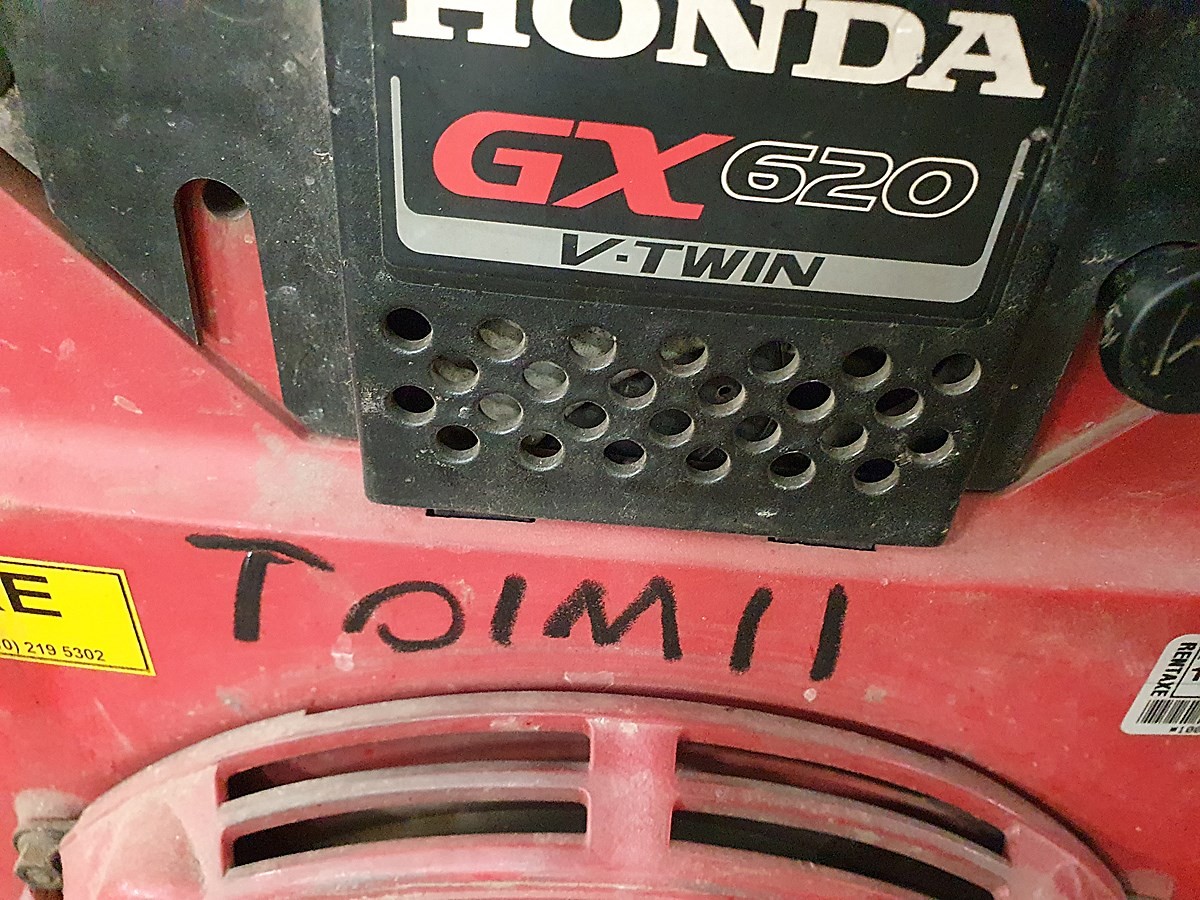 HONDA
GX620
V-TWIN
TOIMII
0) 219 5302
RENTAXE